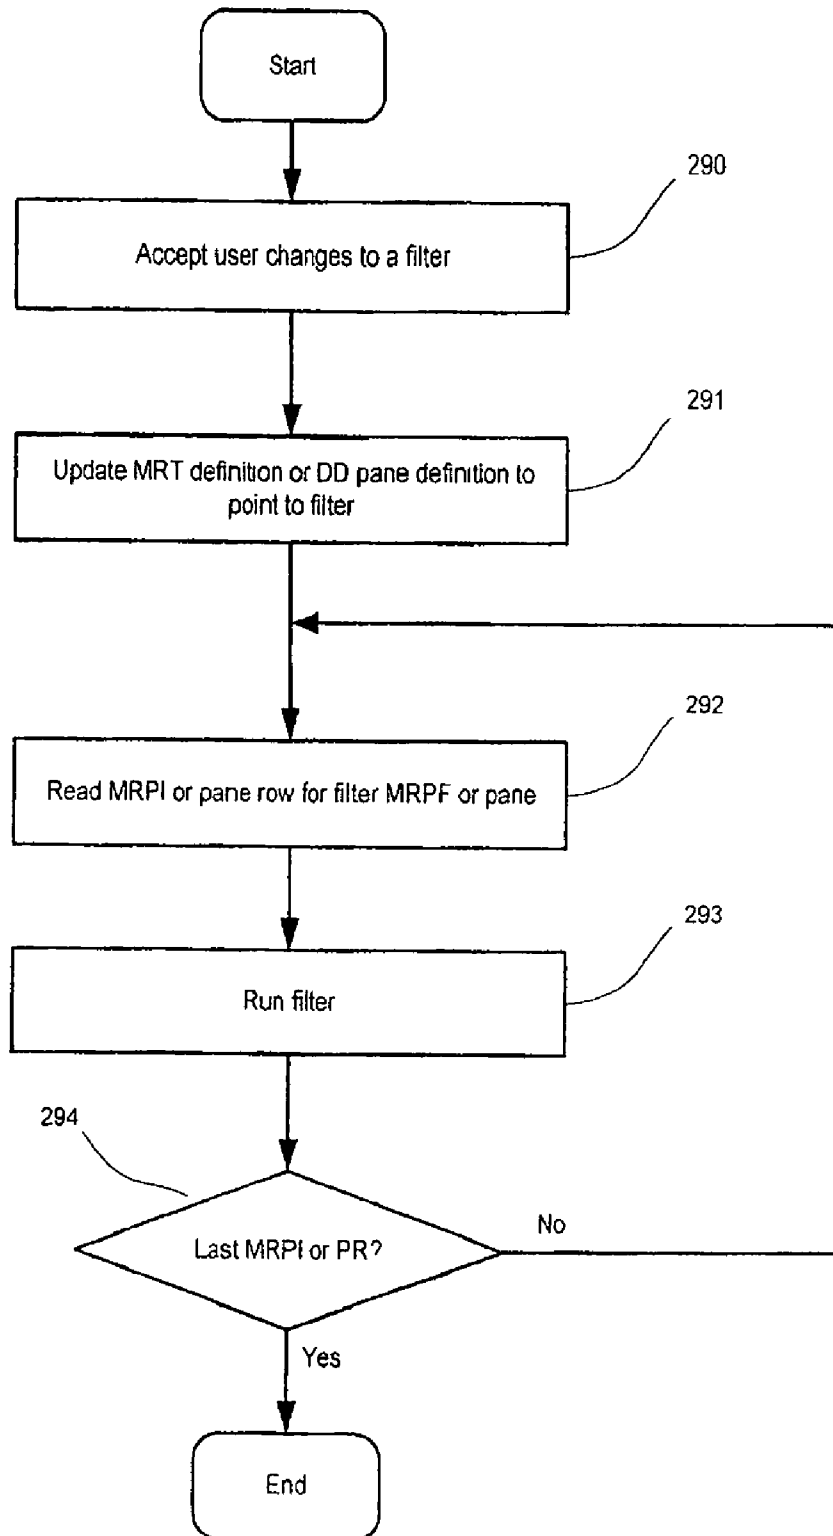 Start
290
Accept user changes to a filter
291
Update MRT definition or DD pane definition to
point to filter
292
Read MRPI or pane row for filter MRPF or pane
293
Run filter
294
Last MRPI or PR?
No
Yes
End